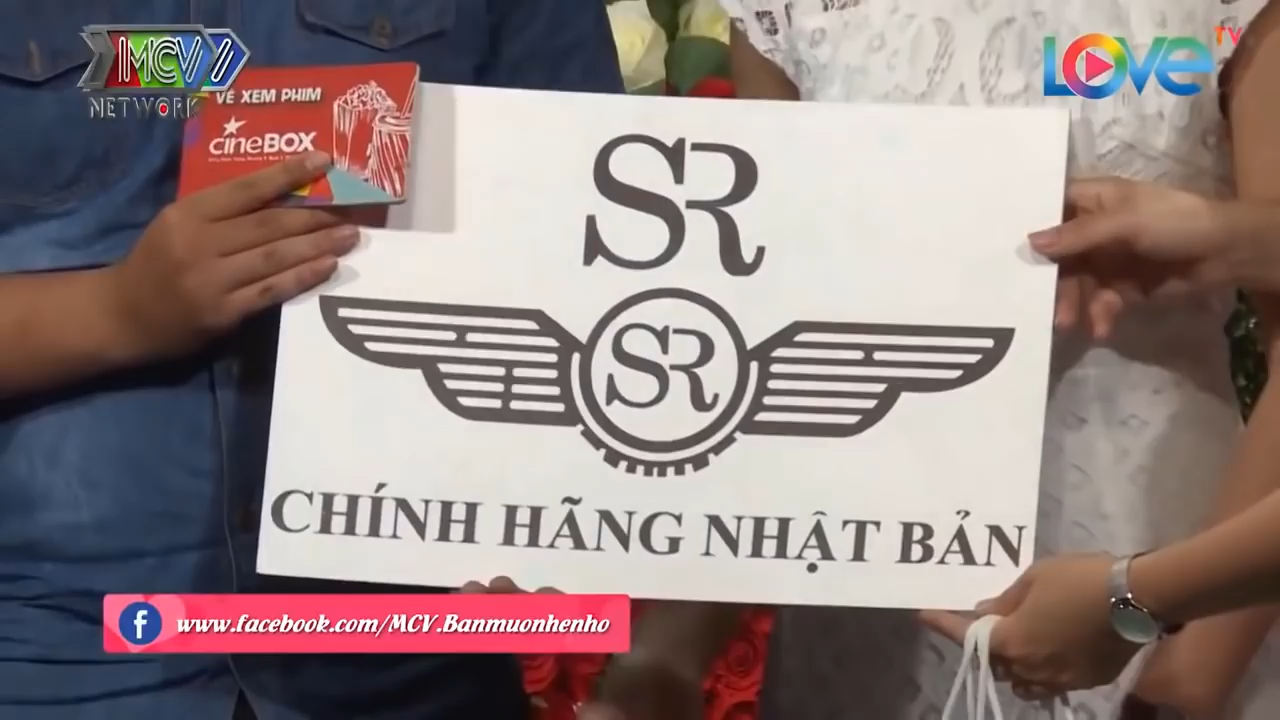 MCV
NETWORK
LOVE TV
VÉ XEM PHIM
cineBOX
SR
SR
CHÍNH HÃNG NHẬT BẢN
www.facebook.com/MCV.Banmuonhenho